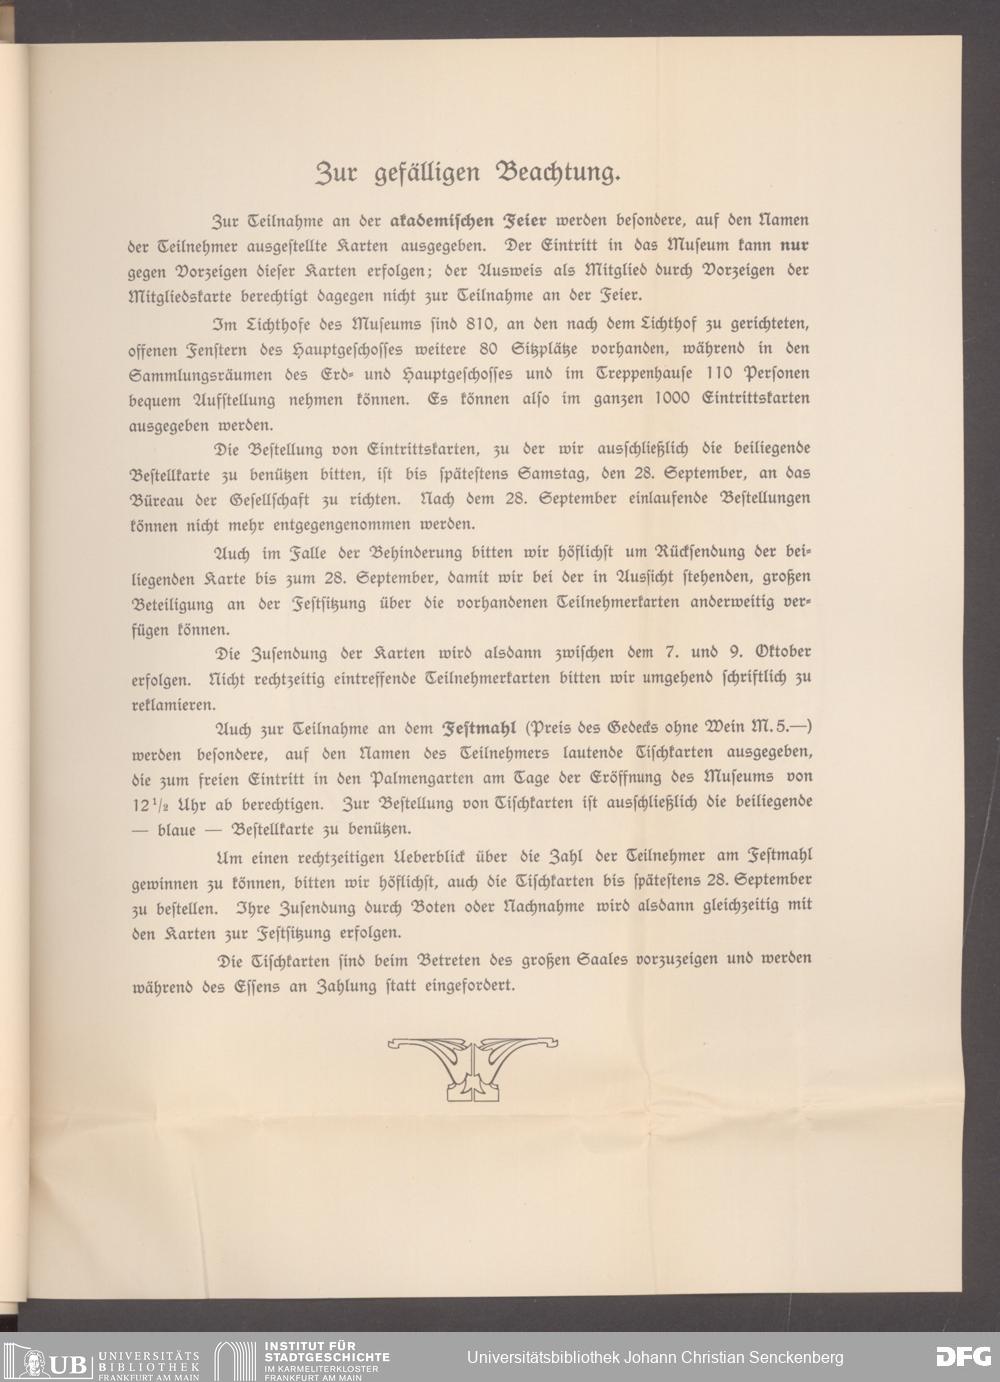 Zur gefälligen Beachtung.
Zur Teilnahme an der akademischen Feier werden besondere, auf den Namen
der Teilnehmer ausgestellte Karten ausgegeben. Der Eintritt in das Museum kann nur
gegen Vorzeigen dieser Karten erfolgen; der Ausweis als Mitglied durch Vorzeigen der
Mitgliedskarte berechtigt dagegen nicht zur Teilnahme an der Feier.
Im Lichthofe des Museums sind 810, an den nach dem Lichthof zu gerichteten,
offenen Fenstern des Hauptgeschosses weitere 80 Sitzplätze vorhanden, während in den
Sammlungsräumen des Erd- und Hauptgeschosses und im Treppenhause 110 Personen
bequem Aufstellung nehmen können. Es können also im ganzen 1000 Eintrittskarten
ausgegeben werden.
Die Bestellung von Eintrittskarten, zu der wir ausschließlich die beiliegende
Bestellkarte zu benützen bitten, ist bis spätestens Samstag, den 28. September, an das
Büreau der Gesellschaft zu richten. Nach dem 28. September einlaufende Bestellungen
können nicht mehr entgegengenommen werden.
Auch im Falle der Behinderung bitten wir höflichst um Rücksendung der bei-
liegenden Karte bis zum 28. September, damit wir bei der in Aussicht stehenden, großen
Beteiligung an der Festsitzung über die vorhandenen Teilnehmerkarten anderweitig ver-
fügen können.
Die Zusendung der Karten wird alsdann zwischen dem 7. und 9. Oktober
erfolgen. Nicht rechtzeitig eintreffende Teilnehmerkarten bitten wir umgehend schriftlich zu
reklamieren.
Auch zur Teilnahme an dem Festmahl (Preis des Gedecks ohne Wein M. 5.—)
werden besondere, auf den Namen des Teilnehmers lautende Tischkarten ausgegeben,
die zum freien Eintritt in den Palmengarten am Tage der Eröffnung des Museums von
12 1/2 Uhr ab berechtigen. Zur Bestellung von Tischkarten ist ausschließlich die beiliegende
— blaue — Bestellkarte zu benützen.
Um einen rechtzeitigen Ueberblick über die Zahl der Teilnehmer am Festmahl
gewinnen zu können, bitten wir höflichst, auch die Tischkarten bis spätestens 28. September
zu bestellen. Ihre Zusendung durch Boten oder Nachnahme wird alsdann gleichzeitig mit
den Karten zur Festsitzung erfolgen.
Die Tischkarten sind beim Betreten des großen Saales vorzuzeigen und werden
während des Essens an Zahlung statt eingefordert.
UB UNIVERSITÄTS
BIBLIOTHEK
FRANKFURT AM MAIN
INSTITUT FÜR
STADTGESCHICHTE
IM KARMELITERKLOSTER
FRANKFURT AM MAIN
Universitätsbibliothek Johann Christian Senckenberg
DFG